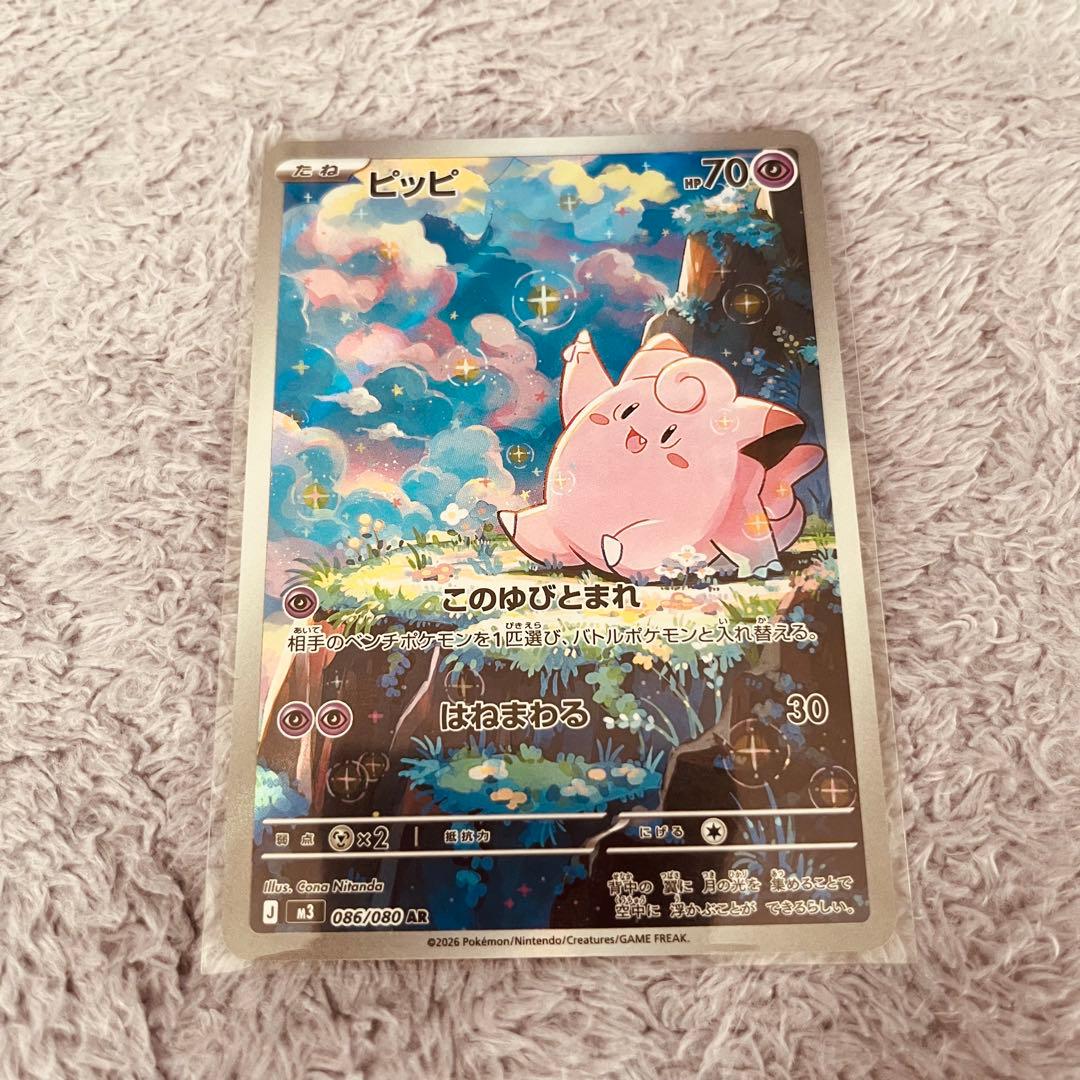 たね ピッピ HP70
このゆびとまれ
相手のベンチポケモンを1匹選び、バトルポケモンと入れ替える。
はねまわる 30
弱点 ×2 抵抗力 にげる
Illus. Cona Nitanda
背中の 翼に 月の光を 集めることで
空中に 浮かぶことが できるらしい。
J M3 086/080 AR
©2026 Pokémon/Nintendo/Creatures/GAME FREAK.